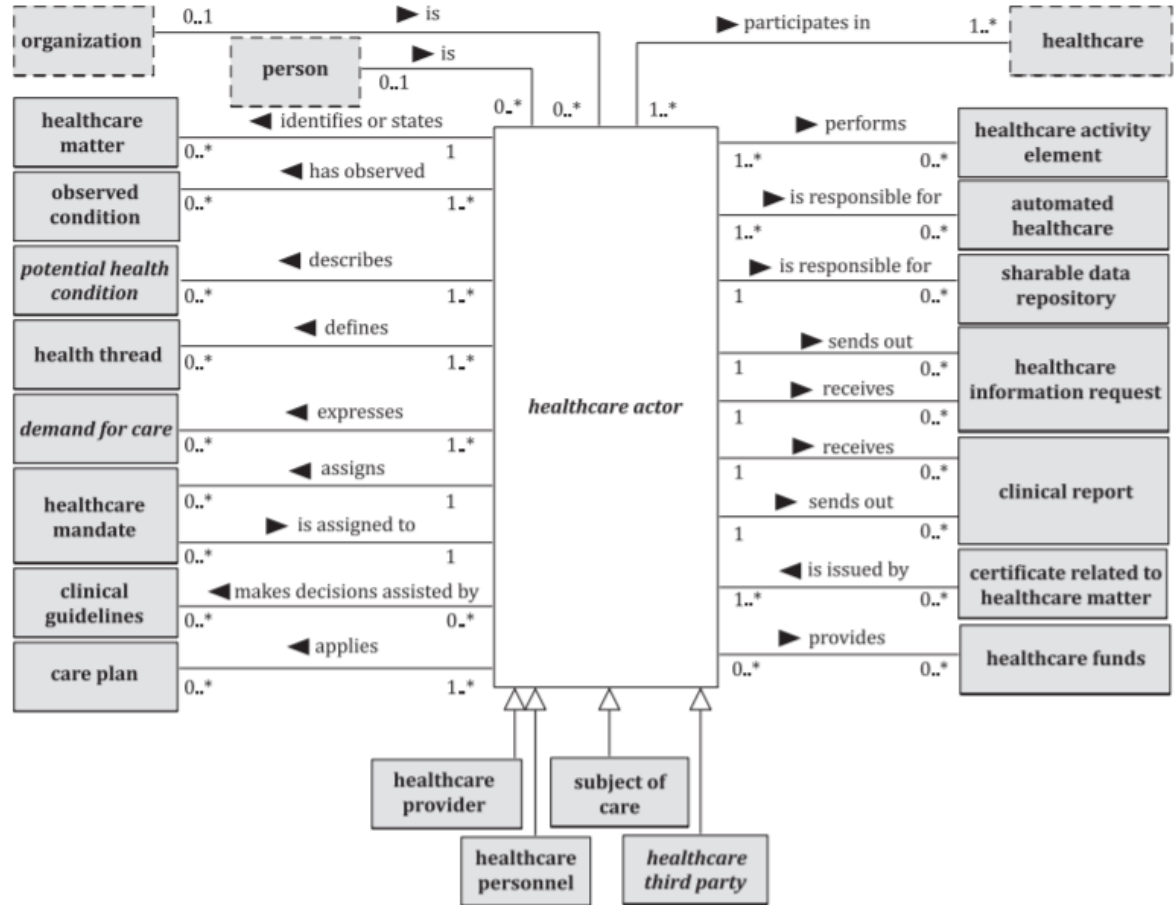 organization
0..1
► is
person
► is
0..1
► participates in
1..*
healthcare
0..*
0..*
1..*
healthcare
matter
◄ identifies or states
0..*
1
observed
condition
◄ has observed
0..*
1..*
potential health
condition
◄ describes
0..*
1..*
health thread
◄ defines
0..*
1..*
demand for care
◄ expresses
0..*
1..*
healthcare
mandate
◄ assigns
0..*
1
► is assigned to
0..*
1
clinical
guidelines
◄ makes decisions assisted by
0..*
0..*
care plan
◄ applies
0..*
1..*
healthcare actor
► performs
1..*
0..*
healthcare activity
element
► is responsible for
1..*
0..*
automated
healthcare
► is responsible for
1
0..*
sharable data
repository
► sends out
1
0..*
► receives
1
0..*
healthcare
information request
► receives
1
0..*
► sends out
1
0..*
clinical report
◄ is issued by
1..*
0..*
certificate related to
healthcare matter
► provides
0..*
0..*
healthcare funds
healthcare
provider
subject of
care
healthcare
personnel
healthcare
third party